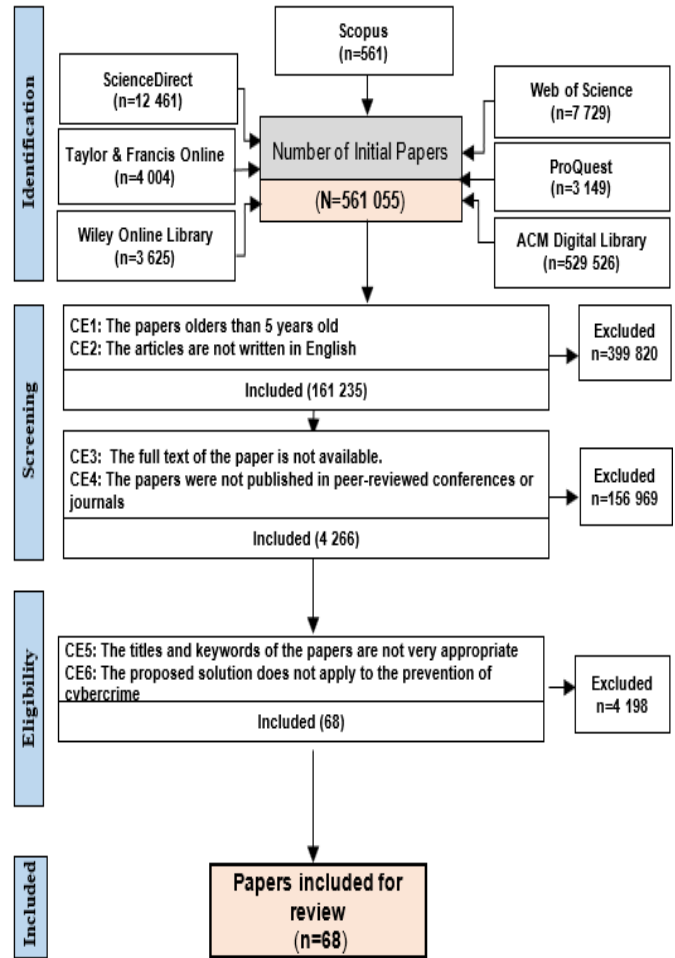 Identification
Scopus
(n=561)
ScienceDirect
(n=12 461)
Taylor & Francis Online
(n=4 004)
Wiley Online Library
(n=3 625)
Number of Initial Papers
(N=561 055)
Web of Science
(n=7 729)
ProQuest
(n=3 149)
ACM Digital Library
(n=529 526)
Screening
CE1: The papers olders than 5 years old
CE2: The articles are not written in English
Included (161 235)
Excluded
n=399 820
CE3: The full text of the paper is not available.
CE4: The papers were not published in peer-reviewed conferences or
journals
Included (4 266)
Excluded
n=156 969
Eligibility
CE5: The titles and keywords of the papers are not very appropriate
CE6: The proposed solution does not apply to the prevention of
cybercrime
Included (68)
Excluded
n=4 198
Included
Papers included for
review
(n=68)